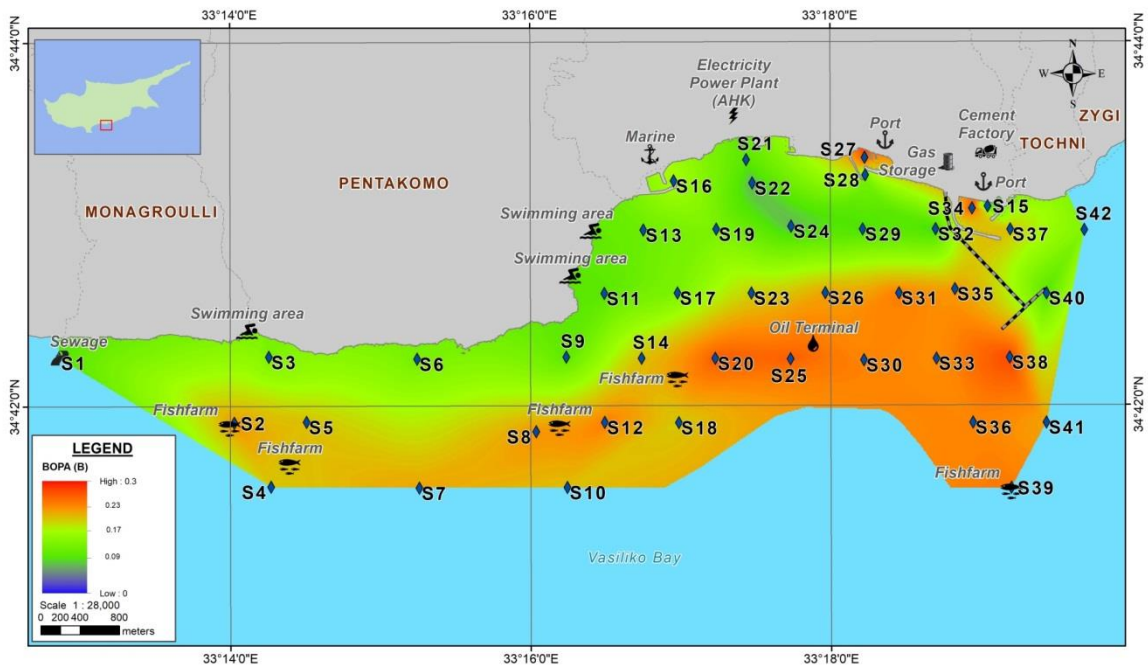 33°14'0"E
33°16'0"E
33°18'0"E
34°44'0"N
34°44'0"N
N
W
E
S
Electricity
Power Plant
(AHK)
Marine
Port
Cement
Factory
ZYGI
TOCHNI
Gas
Storage
Port
PENTAKOMO
MONAGROULLI
Swimming area
Swimming area
Swimming area
Sewage
S21
S27
S28
S22
S16
S34
S15
S42
S13
S19
S24
S29
S32
S37
S11
S17
S23
S26
S31
S35
S40
Oil Terminal
S1
S3
S6
S9
S14
S20
S25
S30
S33
S38
Fishfarm
34°42'0"N
34°42'0"N
Fishfarm
S2
S5
Fishfarm
S8
S12
S18
S36
S41
Fishfarm
S4
S7
S10
Fishfarm
S39
Vasiliko Bay
LEGEND
BOPA (B)
High : 0.3
0.23
0.17
0.09
Low : 0
Scale 1 : 28,000
0 200 400 800
meters
33°14'0"E
33°16'0"E
33°18'0"E